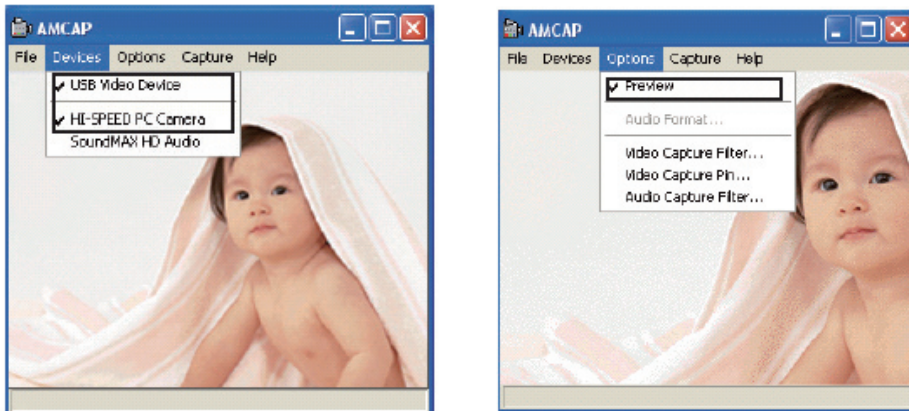 AMCAP
File Devices Options Capture Help
USB Video Device
HI-SPEED PC Camera
SoundMAX HD Audio
AMCAP
File Devices Options Capture Help
Preview
Audio Format...
Video Capture Filter...
Video Capture Pin...
Audio Capture Filter...